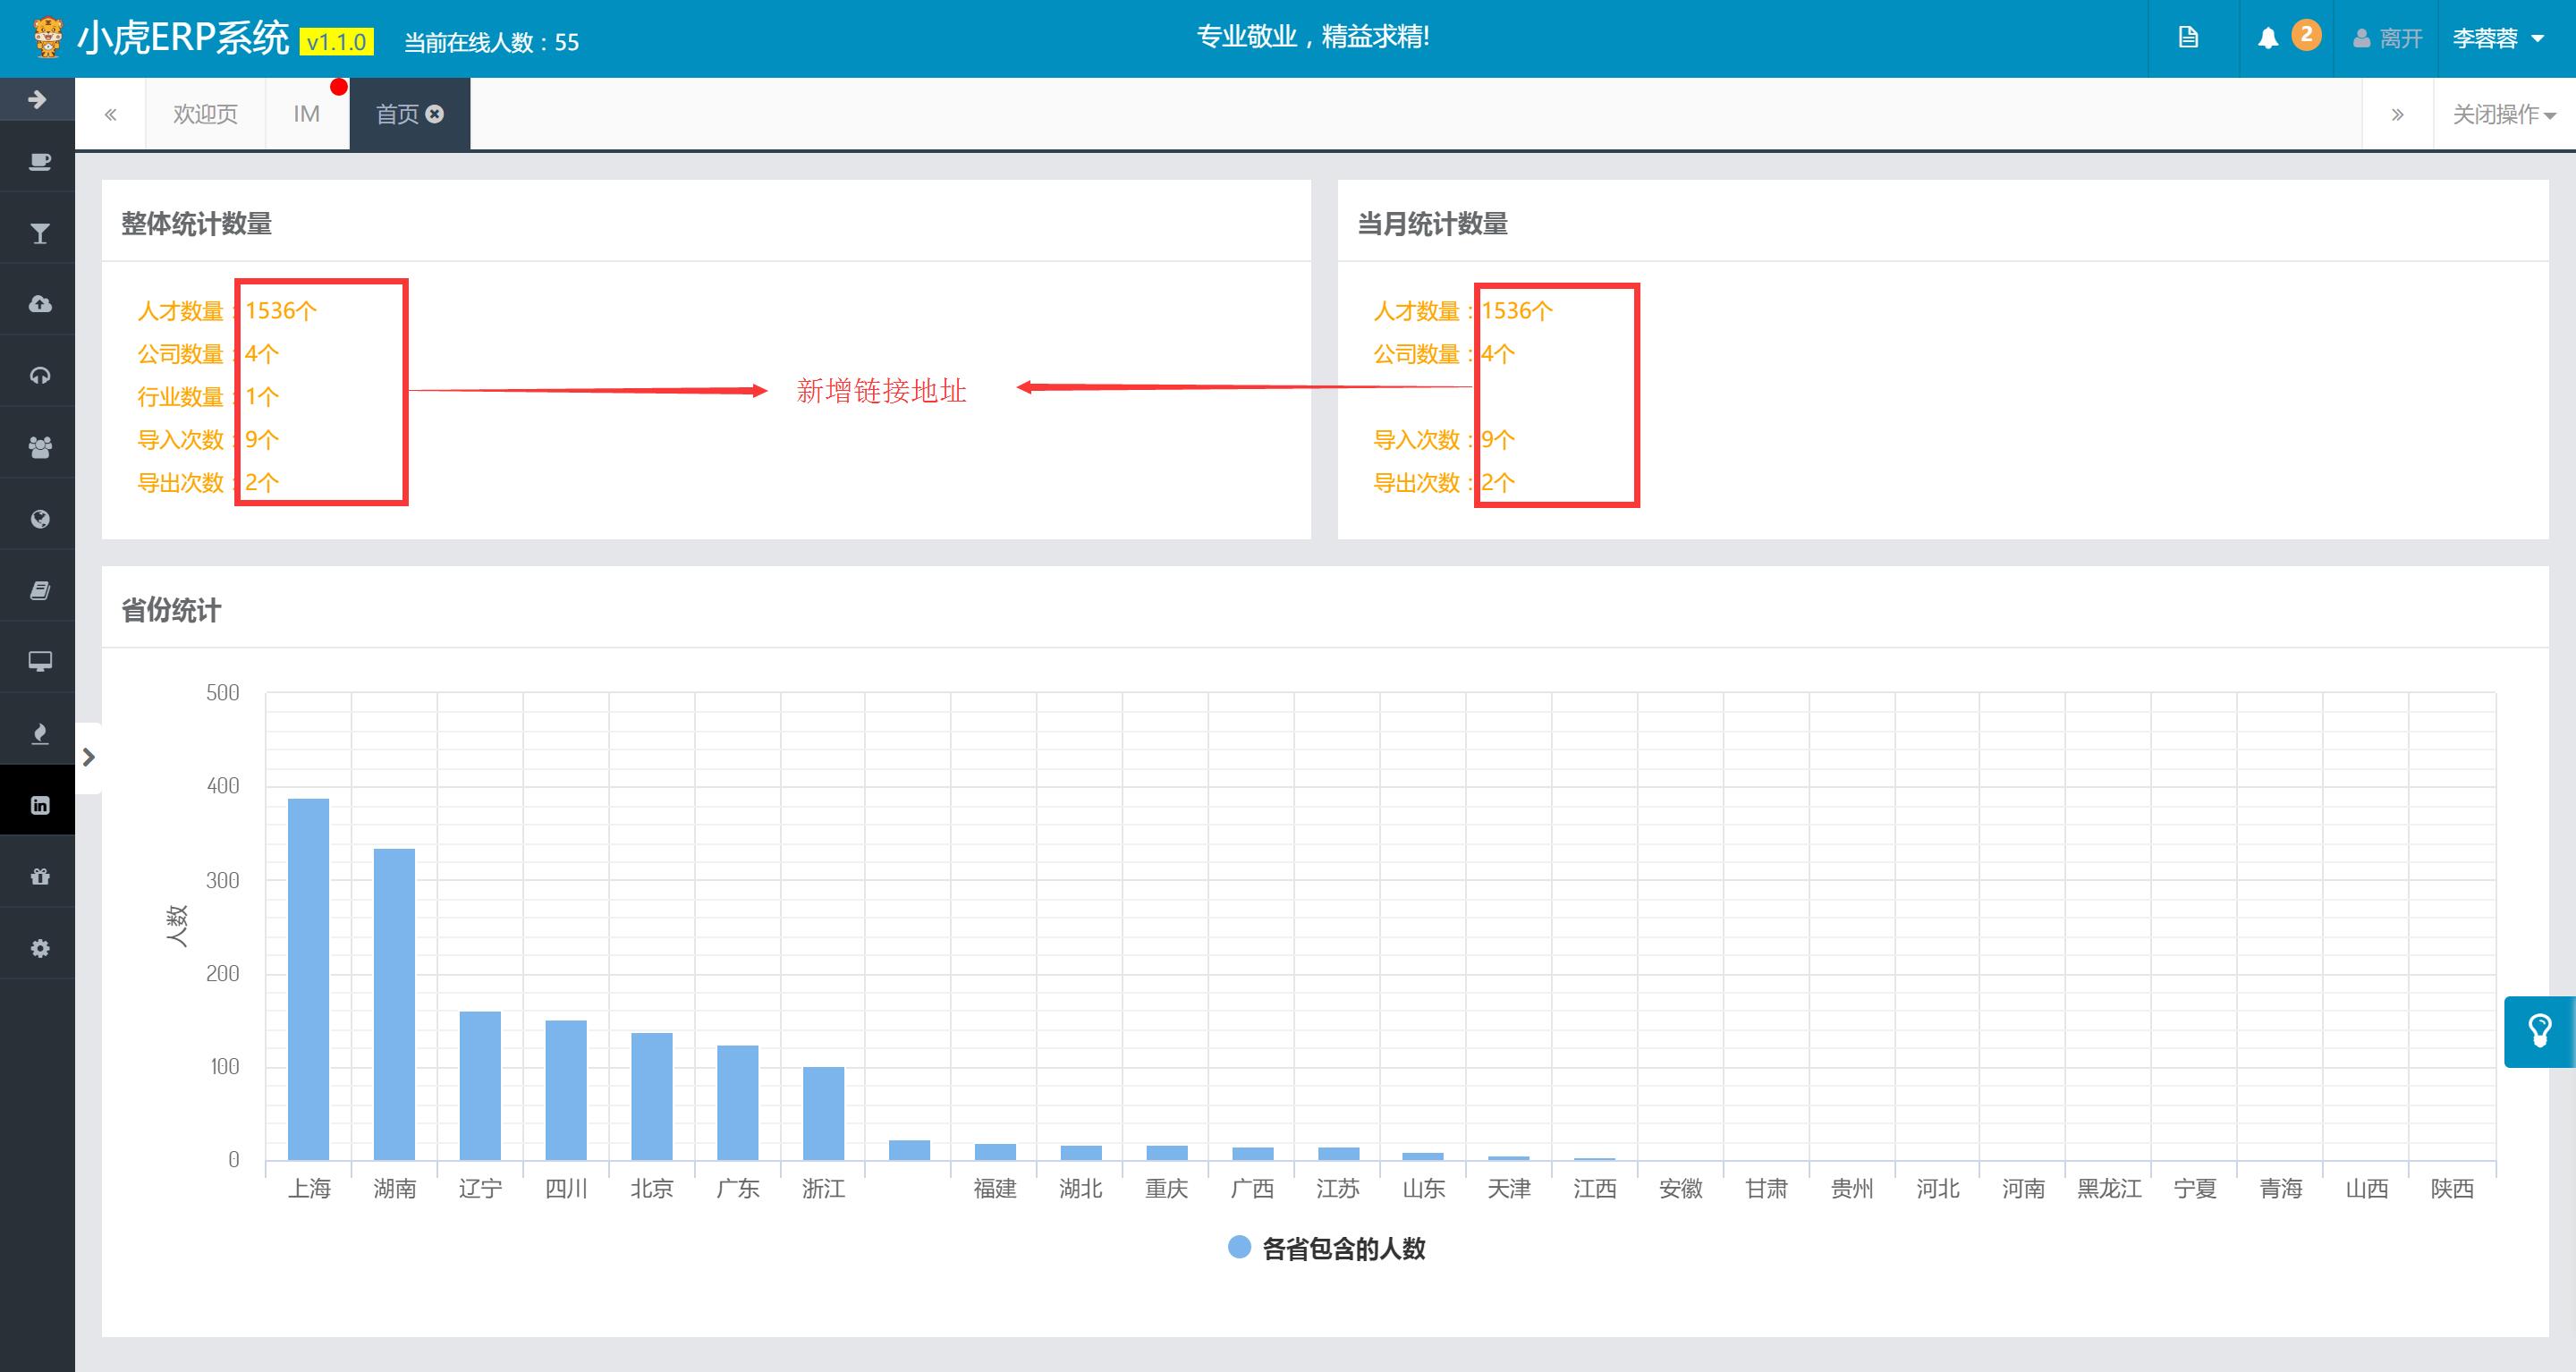 小虎ERP系统 v1.1.0 当前在线人数：55 专业敬业，精益求精! 2 离开 李蓉蓉
欢迎页 IM 首页 关闭操作
整体统计数量
人才数量：1536个
公司数量：4个
行业数量：1个
导入次数：9个
导出次数：2个
新增链接地址
当月统计数量
人才数量：1536个
公司数量：4个
导入次数：9个
导出次数：2个
省份统计
500
400
300
200
100
0
人数
上海 湖南 辽宁 四川 北京 广东 浙江 福建 湖北 重庆 广西 江苏 山东 天津 江西 安徽 甘肃 贵州 河北 河南 黑龙江 宁夏 青海 山西 陕西
各省包含的人数